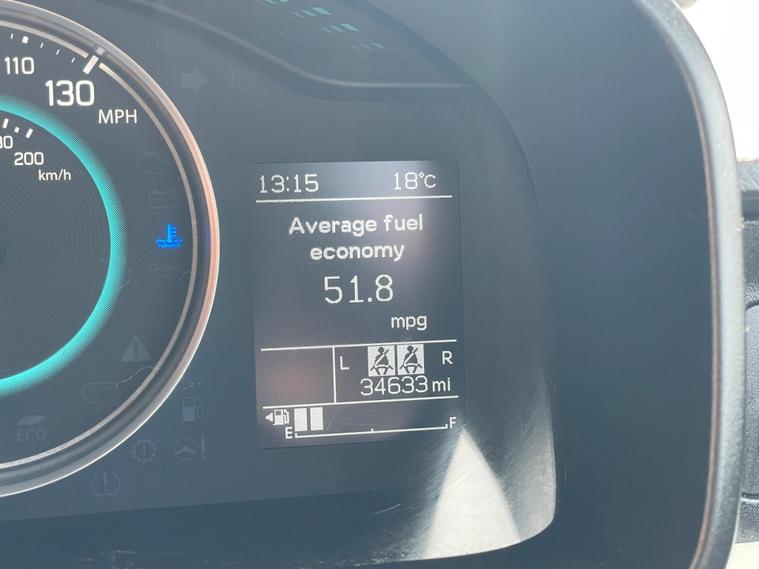 110
130
MPH
200
km/h
13:15 18°C
Average fuel
economy
51.8
mpg
L R
34633 mi
E F
ECO